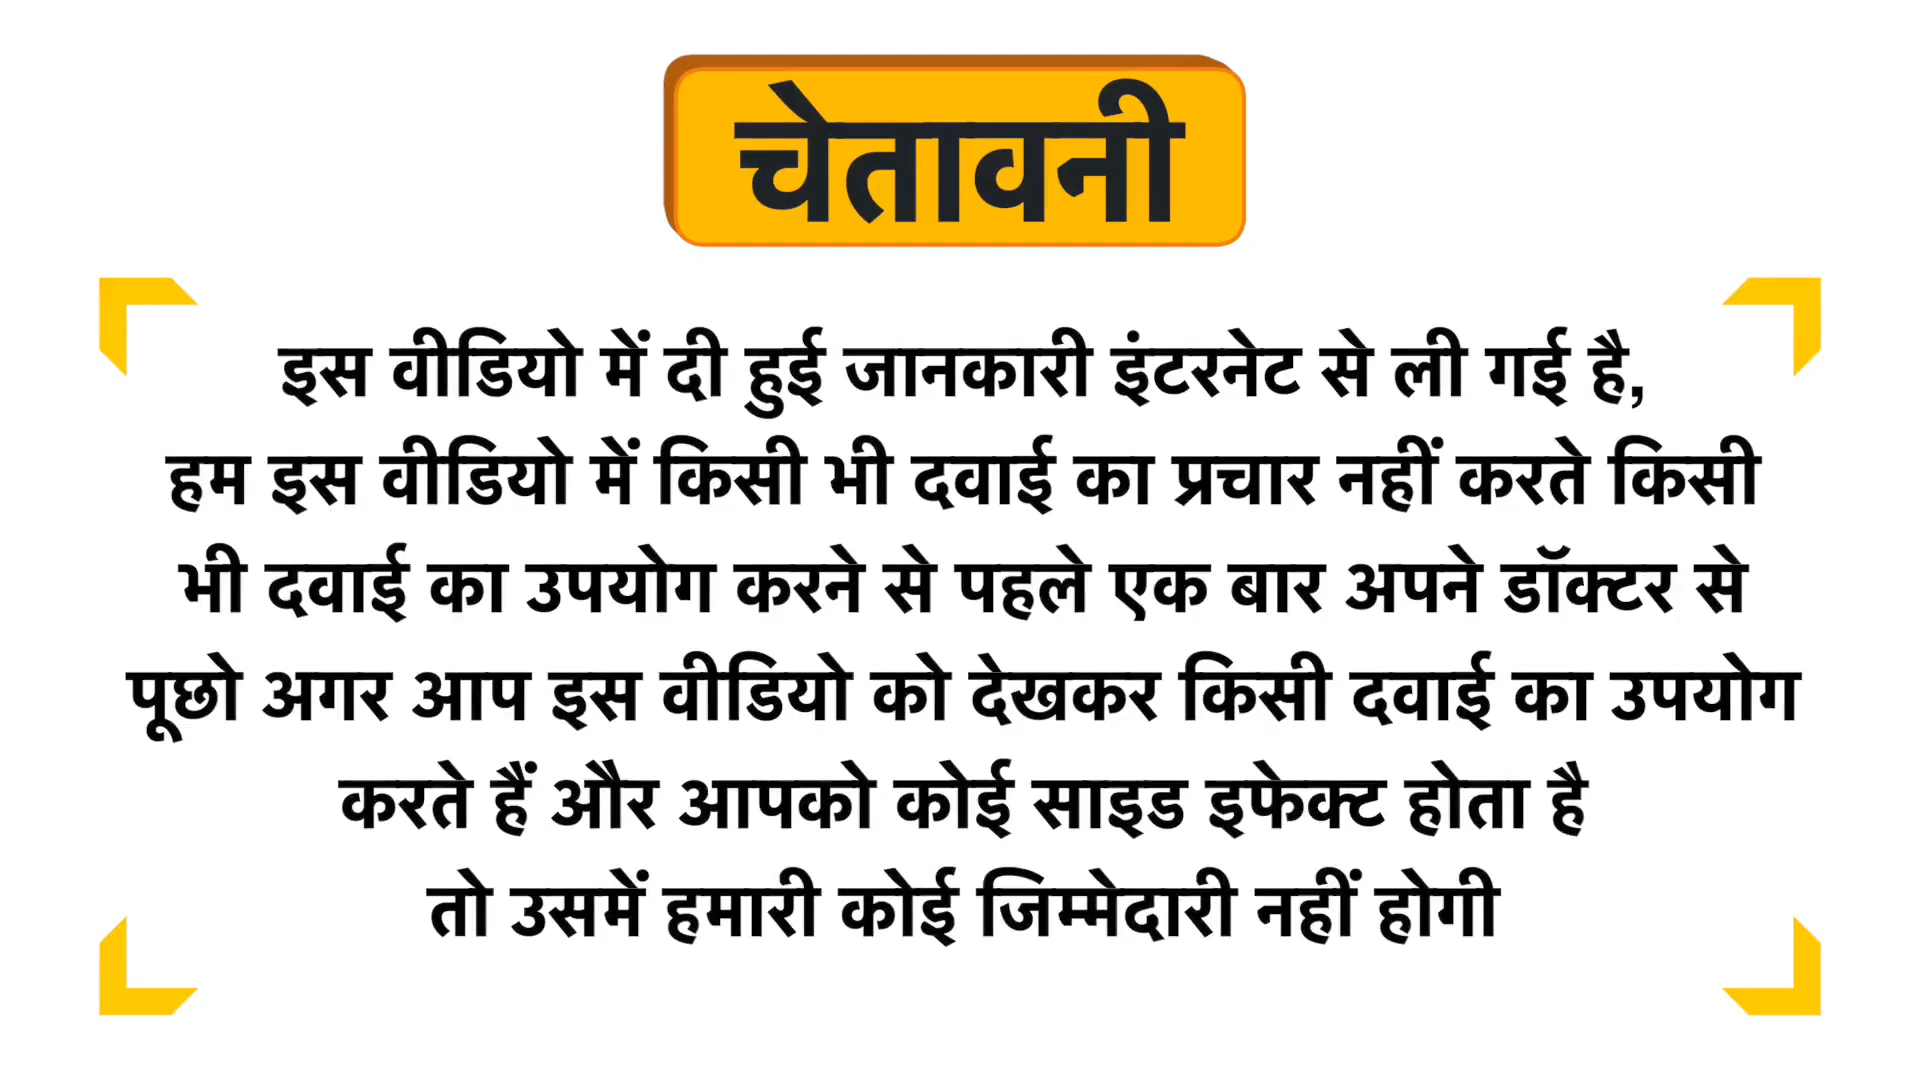 चेतावनी
इस वीडियो में दी हुई जानकारी इंटरनेट से ली गई है,
हम इस वीडियो में किसी भी दवाई का प्रचार नहीं करते किसी
भी दवाई का उपयोग करने से पहले एक बार अपने डॉक्टर से
पूछो अगर आप इस वीडियो को देखकर किसी दवाई का उपयोग
करते हैं और आपको कोई साइड इफेक्ट होता है
तो उसमें हमारी कोई जिम्मेदारी नहीं होगी